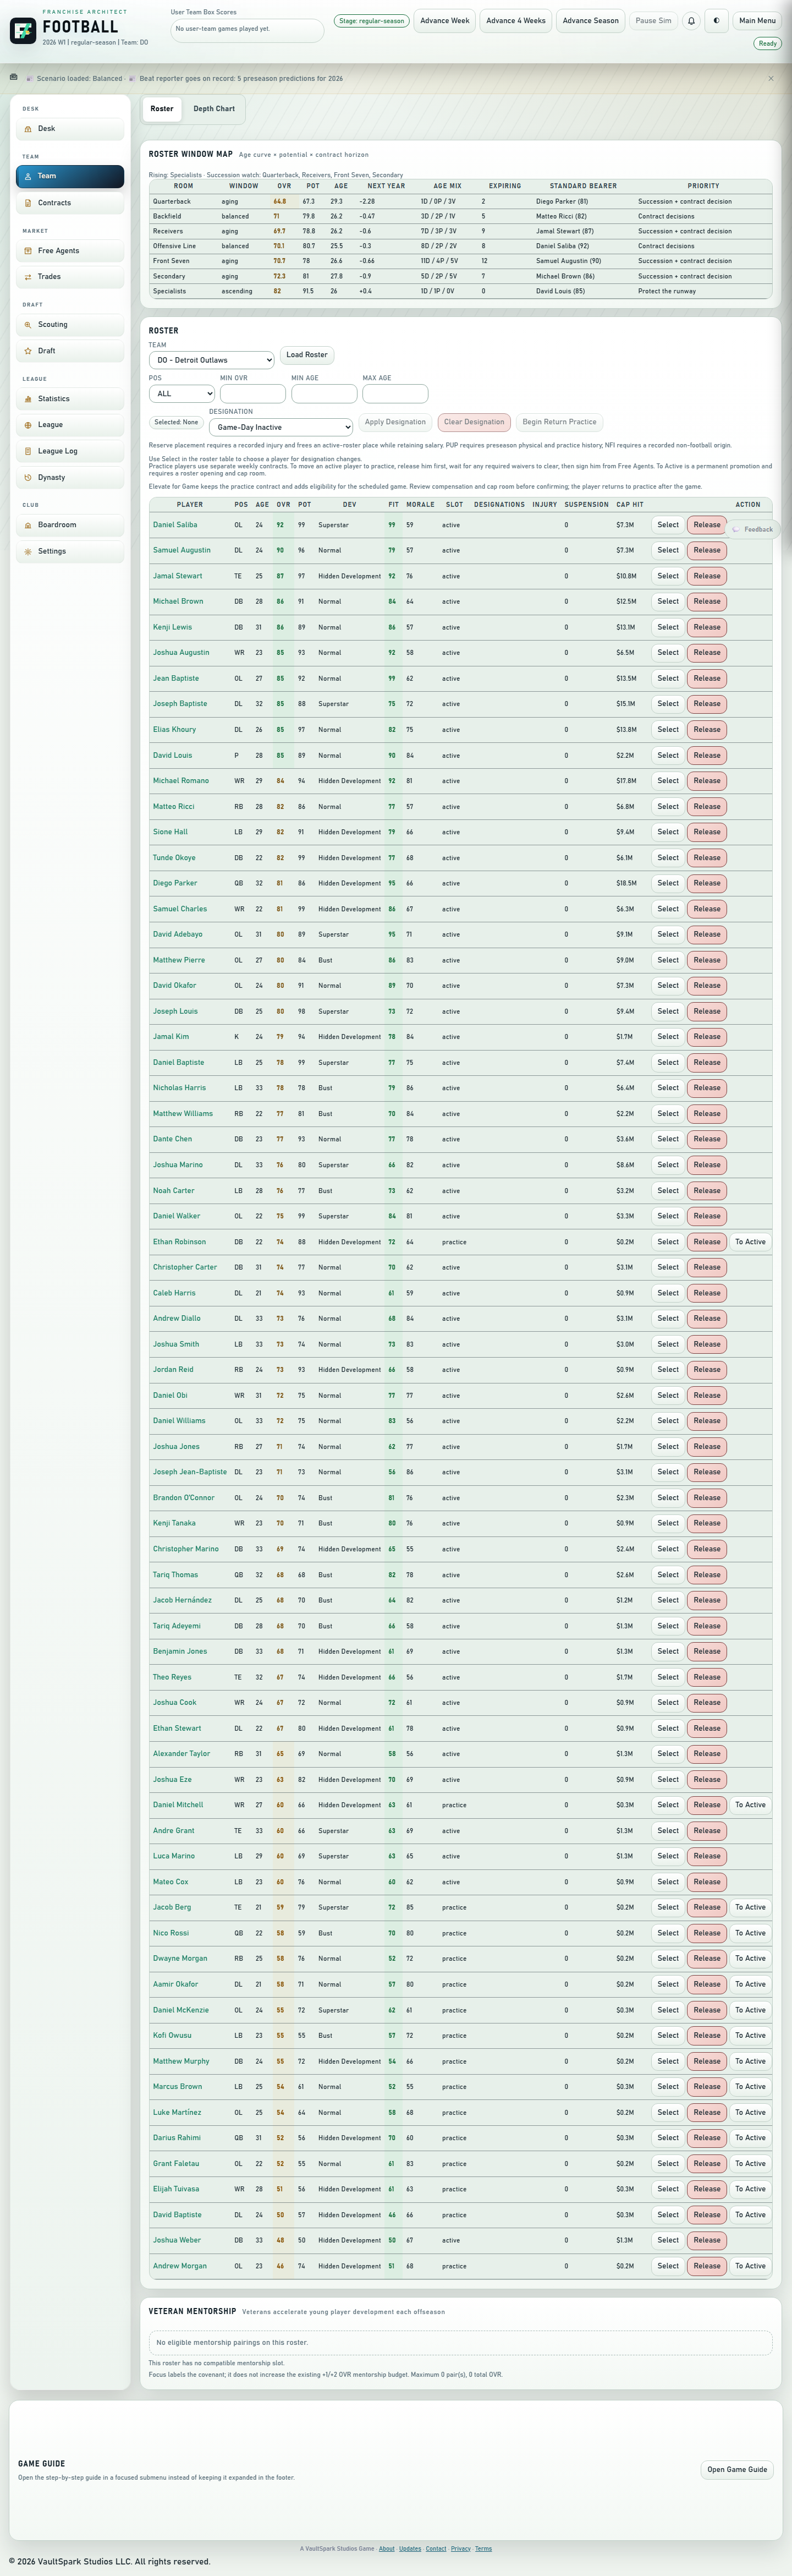 FRANCHISE ARCHITECT
FOOTBALL
2026 W1 | regular-season | Team: DO
User Team Box Scores
No user-team games played yet.
Stage: regular-season
Advance Week
Advance 4 Weeks
Advance Season
Pause Sim
Main Menu
Ready
Scenario loaded: Balanced · Beat reporter goes on record: 5 preseason predictions for 2026
DESK
Desk
TEAM
Team
Contracts
MARKET
Free Agents
Trades
DRAFT
Scouting
Draft
LEAGUE
Statistics
League
League Log
Dynasty
CLUB
Boardroom
Settings
Roster Depth Chart
ROSTER WINDOW MAP Age curve × potential × contract horizon
Rising: Specialists · Succession watch: Quarterback, Receivers, Front Seven, Secondary
ROOM WINDOW OVR POT AGE NEXT YEAR AGE MIX EXPIRING STANDARD BEARER PRIORITY
Quarterback aging 64.8 67.3 29.3 -2.28 1D / 0P / 3V 2 Diego Parker (81) Succession + contract decision
Backfield balanced 71 79.8 26.2 -0.47 3D / 2P / 1V 5 Matteo Ricci (82) Contract decisions
Receivers aging 69.7 78.8 26.2 -0.6 7D / 3P / 3V 9 Jamal Stewart (87) Succession + contract decision
Offensive Line balanced 70.1 80.7 25.5 -0.3 8D / 2P / 2V 8 Daniel Saliba (92) Contract decisions
Front Seven aging 70.7 78 26.6 -0.66 11D / 4P / 5V 12 Samuel Augustin (90) Succession + contract decision
Secondary aging 72.3 81 27.8 -0.9 5D / 2P / 5V 7 Michael Brown (86) Succession + contract decision
Specialists ascending 82 91.5 26 +0.4 1D / 1P / 0V 0 David Louis (85) Protect the runway
ROSTER
TEAM
DO - Detroit Outlaws
Load Roster
POS MIN OVR MIN AGE MAX AGE
ALL
DESIGNATION
Selected: None
Game-Day Inactive
Apply Designation
Clear Designation
Begin Return Practice
Reserve placement requires a recorded injury and frees an active-roster place while retaining salary. PUP requires preseason physical and practice history, NFI requires a recorded non-football origin.
Use Select to choose a player for designation changes.
Practice players use separate weekly contracts. To move an active player to practice, release him first, wait for any required waivers to clear, then sign him from Free Agents. To Active is a permanent promotion and requires a roster opening and cap room.
Elevate for Game keeps the practice contract and adds eligibility for the scheduled game. Review compensation and cap room before confirming; the player returns to practice after the game.
PLAYER POS AGE OVR POT DEV FIT MORALE SLOT DESIGNATIONS INJURY SUSPENSION CAP HIT ACTION
Daniel Saliba OL 24 92 99 Superstar 99 59 active 0 $7.3M Select Release
Feedback
Samuel Augustin DL 24 90 96 Normal 79 57 active 0 $7.3M Select Release
Jamal Stewart TE 25 87 97 Hidden Development 92 76 active 0 $10.8M Select Release
Michael Brown DB 28 86 91 Normal 84 64 active 0 $12.5M Select Release
Kenji Lewis DB 31 86 89 Normal 86 57 active 0 $13.1M Select Release
Joshua Augustin WR 23 85 93 Normal 92 58 active 0 $6.5M Select Release
Jean Baptiste OL 27 85 92 Normal 99 62 active 0 $13.5M Select Release
Joseph Baptiste DL 32 85 88 Superstar 75 72 active 0 $15.1M Select Release
Elias Khoury DL 26 85 97 Normal 82 75 active 0 $13.8M Select Release
David Louis P 28 85 89 Normal 90 84 active 0 $2.2M Select Release
Michael Romano WR 29 84 94 Hidden Development 92 81 active 0 $17.8M Select Release
Matteo Ricci RB 28 82 86 Normal 77 57 active 0 $6.8M Select Release
Sione Hall LB 29 82 91 Hidden Development 79 66 active 0 $9.4M Select Release
Tunde Okoye DB 22 82 99 Hidden Development 77 68 active 0 $6.1M Select Release
Diego Parker QB 32 81 86 Hidden Development 95 66 active 0 $18.5M Select Release
Samuel Charles WR 22 81 99 Hidden Development 86 67 active 0 $6.3M Select Release
David Adebayo OL 31 80 89 Superstar 95 71 active 0 $9.1M Select Release
Matthew Pierre OL 27 80 84 Bust 86 83 active 0 $9.0M Select Release
David Okafor OL 24 80 91 Normal 89 70 active 0 $7.3M Select Release
Joseph Louis DB 25 80 98 Superstar 73 72 active 0 $9.4M Select Release
Jamal Kim K 24 79 94 Hidden Development 78 84 active 0 $1.7M Select Release
Daniel Baptiste LB 25 78 99 Superstar 77 75 active 0 $7.4M Select Release
Nicholas Harris LB 33 78 78 Bust 79 86 active 0 $6.4M Select Release
Matthew Williams RB 22 77 81 Bust 70 84 active 0 $2.2M Select Release
Dante Chen DB 23 77 93 Normal 77 78 active 0 $3.6M Select Release
Joshua Marino DL 33 76 80 Superstar 66 82 active 0 $8.6M Select Release
Noah Carter LB 28 76 77 Bust 73 62 active 0 $3.2M Select Release
Daniel Walker OL 22 75 99 Superstar 84 81 active 0 $3.3M Select Release
Ethan Robinson DB 22 74 88 Hidden Development 72 64 practice 0 $0.2M Select Release To Active
Christopher Carter DB 31 74 77 Normal 70 62 active 0 $3.1M Select Release
Caleb Harris DL 21 74 93 Normal 61 59 active 0 $0.9M Select Release
Andrew Diallo DL 33 73 76 Normal 68 84 active 0 $3.1M Select Release
Joshua Smith LB 33 73 74 Normal 73 83 active 0 $3.0M Select Release
Jordan Reid RB 24 73 93 Hidden Development 66 58 active 0 $0.9M Select Release
Daniel Obi WR 31 72 75 Normal 77 77 active 0 $2.6M Select Release
Daniel Williams OL 33 72 75 Normal 83 56 active 0 $2.2M Select Release
Joshua Jones RB 27 71 74 Normal 62 77 active 0 $1.7M Select Release
Joseph Jean-Baptiste DL 23 71 73 Normal 56 86 active 0 $3.1M Select Release
Brandon O'Connor OL 24 70 74 Bust 81 76 active 0 $2.3M Select Release
Kenji Tanaka WR 23 70 71 Bust 80 76 active 0 $0.9M Select Release
Christopher Marino DB 33 69 74 Hidden Development 65 55 active 0 $2.4M Select Release
Tariq Thomas QB 32 68 68 Bust 82 78 active 0 $2.6M Select Release
Jacob Hernández DL 25 68 70 Bust 64 82 active 0 $1.2M Select Release
Tariq Adeyemi DB 28 68 70 Bust 66 58 active 0 $1.3M Select Release
Benjamin Jones DB 33 68 71 Hidden Development 61 69 active 0 $1.3M Select Release
Theo Reyes TE 32 67 74 Hidden Development 66 56 active 0 $1.7M Select Release
Joshua Cook WR 24 67 72 Normal 72 61 active 0 $0.9M Select Release
Ethan Stewart DL 22 67 80 Hidden Development 61 78 active 0 $0.9M Select Release
Alexander Taylor RB 31 65 69 Normal 58 56 active 0 $1.3M Select Release
Joshua Eze WR 23 63 82 Hidden Development 70 69 active 0 $0.9M Select Release
Daniel Mitchell WR 27 60 66 Hidden Development 63 61 practice 0 $0.3M Select Release To Active
Andre Grant TE 33 60 66 Superstar 63 69 active 0 $1.3M Select Release
Luca Marino LB 29 60 69 Superstar 63 65 active 0 $1.3M Select Release
Mateo Cox LB 23 60 76 Normal 60 62 active 0 $0.9M Select Release
Jacob Berg TE 21 59 79 Superstar 72 85 practice 0 $0.2M Select Release To Active
Nico Rossi QB 22 58 59 Bust 70 80 practice 0 $0.2M Select Release To Active
Dwayne Morgan RB 25 58 76 Normal 52 72 practice 0 $0.2M Select Release To Active
Aamir Okafor DL 21 58 71 Normal 57 80 practice 0 $0.2M Select Release To Active
Daniel McKenzie OL 24 55 72 Superstar 62 61 practice 0 $0.3M Select Release To Active
Kofi Owusu LB 23 55 55 Bust 57 72 practice 0 $0.2M Select Release To Active
Matthew Murphy DB 24 55 72 Hidden Development 54 66 practice 0 $0.2M Select Release To Active
Marcus Brown LB 25 54 61 Normal 52 55 practice 0 $0.3M Select Release To Active
Luke Martínez OL 25 54 64 Normal 58 68 practice 0 $0.2M Select Release To Active
Darius Rahimi QB 31 52 56 Hidden Development 70 60 practice 0 $0.3M Select Release To Active
Grant Faletau OL 22 52 55 Normal 61 83 practice 0 $0.2M Select Release To Active
Elijah Tuivasa WR 28 51 56 Hidden Development 61 63 practice 0 $0.3M Select Release To Active
David Baptiste DL 24 50 57 Hidden Development 46 66 practice 0 $0.3M Select Release To Active
Joshua Weber DB 33 48 50 Hidden Development 50 67 active 0 $1.3M Select Release
Andrew Morgan OL 23 46 74 Hidden Development 51 68 practice 0 $0.2M Select Release To Active
VETERAN MENTORSHIP Veterans accelerate young player development each offseason
No eligible mentorship pairings on this roster.
This roster has no compatible mentorship slot.
Focus labels the covenant; it does not increase the existing +1/+2 OVR mentorship budget. Maximum 0 pair(s), 0 total OVR.
GAME GUIDE
Open the step-by-step guide in a focused submenu instead of keeping it expanded in the footer.
Open Game Guide
A VaultSpark Studios Game · About · Updates · Contact · Privacy · Terms
© 2026 VaultSpark Studios LLC. All rights reserved.